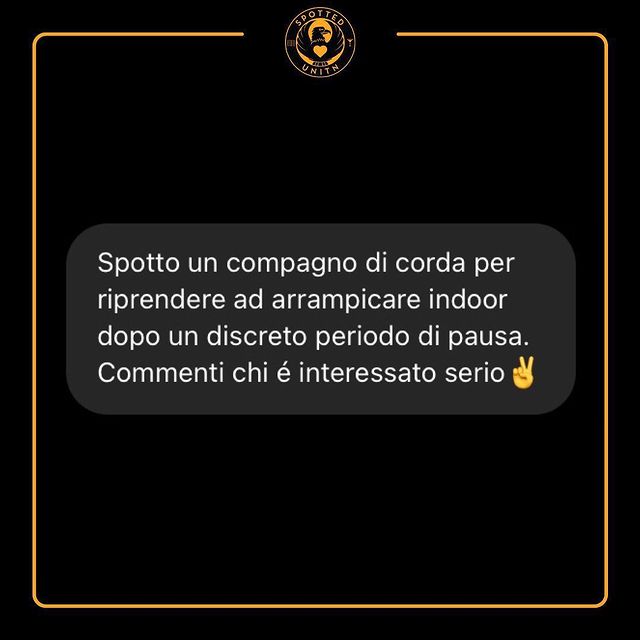 SPOTTED
UNITN
Spotto un compagno di corda per
riprendere ad arrampicare indoor
dopo un discreto periodo di pausa.
Commenti chi é interessato serio✌️